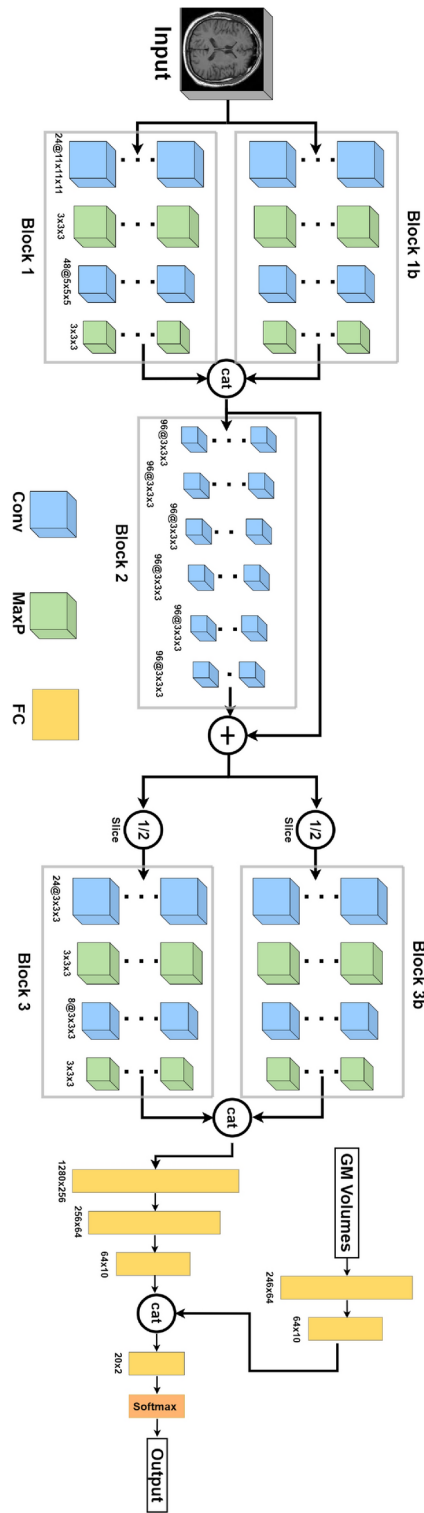 Input
Block 1b
24@11x11x11
3x3x3
48@5x5x5
3x3x3
Block 1
cat
96@3x3x3
96@3x3x3
96@3x3x3
96@3x3x3
96@3x3x3
96@3x3x3
Block 2
+
1/2
Slice
1/2
Slice
Block 3b
24@3x3x3
3x3x3
8@3x3x3
3x3x3
Block 3
cat
GM Volumes
246x64
64x10
1280x256
256x64
64x10
cat
20x2
Softmax
Output
Conv
MaxP
FC